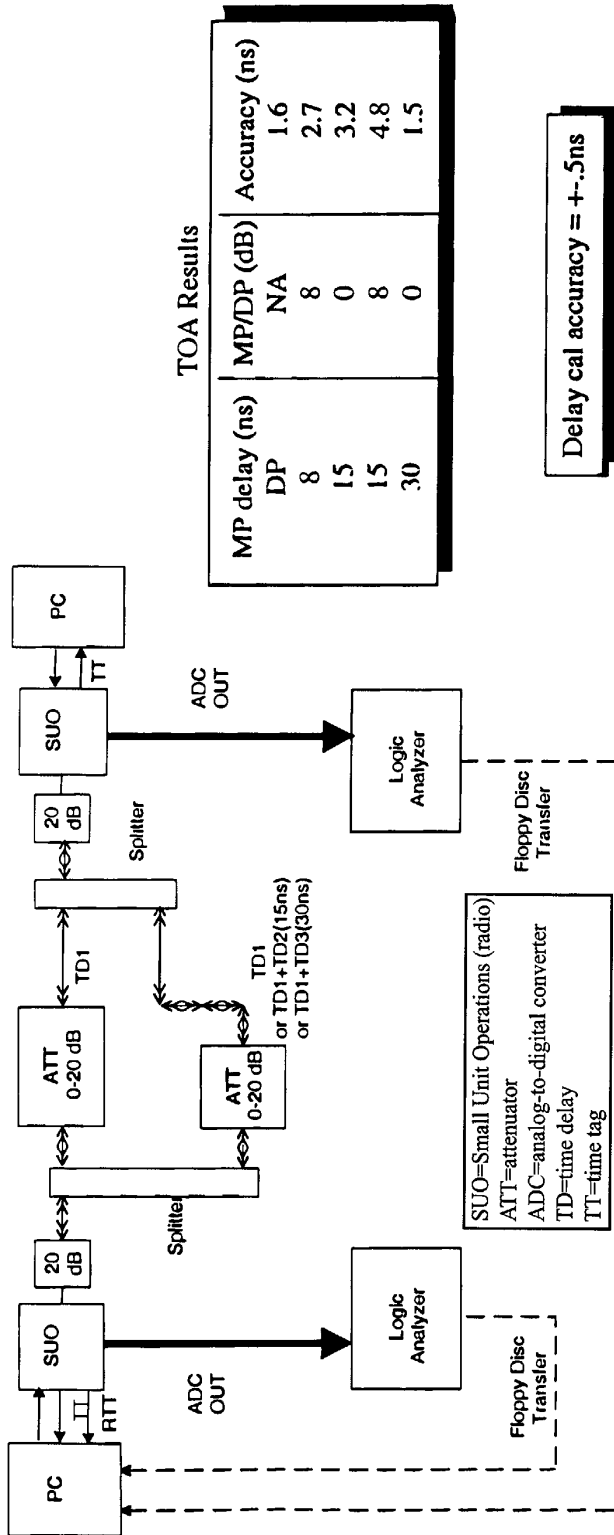 PC
TT
RTT
SUO
20
dB
Splitter
ATT
0-20 dB
TD1
ATT
0-20 dB
TD1
or TD1+TD2(15ns)
or TD1+TD3(30ns)
Splitter
20
dB
SUO
TT
PC
ADC
OUT
Logic
Analyzer
Floppy Disc
Transfer
ADC
OUT
Logic
Analyzer
Floppy Disc
Transfer
SUO=Small Unit Operations (radio)
ATT=attenuator
ADC=analog-to-digital converter
TD=time delay
TT=time tag
TOA Results
MP delay (ns) MP/DP (dB) Accuracy (ns)
DP NA 1.6
8 8 2.7
15 0 3.2
15 8 4.8
30 0 1.5
Delay cal accuracy = +-.5ns